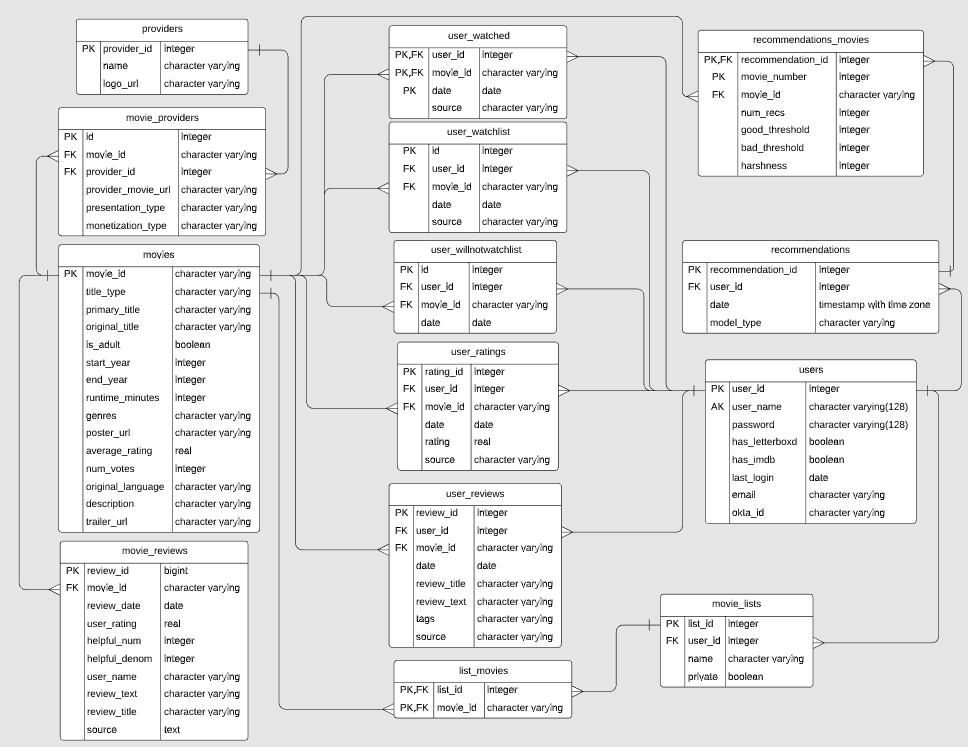 providers
PK provider_id integer
name character varying
logo_url character varying
movie_providers
PK id integer
FK movie_id character varying
FK provider_id integer
provider_movie_url character varying
presentation_type character varying
monetization_type character varying
movies
PK movie_id character varying
title_type character varying
primary_title character varying
original_title character varying
is_adult boolean
start_year integer
end_year integer
runtime_minutes integer
genres character varying
poster_url character varying
average_rating real
num_votes integer
original_language character varying
description character varying
trailer_url character varying
movie_reviews
PK review_id bigint
FK movie_id character varying
review_date date
user_rating real
helpful_num integer
helpful_denom integer
user_name character varying
review_text character varying
review_title character varying
source text
user_watched
PK,FK user_id integer
PK,FK movie_id character varying
PK date date
source character varying
user_watchlist
PK id integer
FK user_id integer
FK movie_id character varying
date date
source character varying
user_willnotwatchlist
PK id integer
FK user_id integer
FK movie_id character varying
date date
user_ratings
PK rating_id integer
FK user_id integer
FK movie_id character varying
date date
rating real
source character varying
user_reviews
PK review_id integer
FK user_id integer
FK movie_id character varying
date date
review_title character varying
review_text character varying
tags character varying
source character varying
list_movies
PK,FK list_id integer
PK,FK movie_id character varying
recommendations_movies
PK,FK recommendation_id integer
PK movie_number integer
FK movie_id character varying
num_recs integer
good_threshold integer
bad_threshold integer
harshness integer
recommendations
PK recommendation_id integer
FK user_id integer
date timestamp with time zone
model_type character varying
users
PK user_id integer
AK user_name character varying(128)
password character varying(128)
has_letterboxd boolean
has_imdb boolean
last_login date
email character varying
okta_id character varying
movie_lists
PK list_id integer
FK user_id integer
name character varying
private boolean